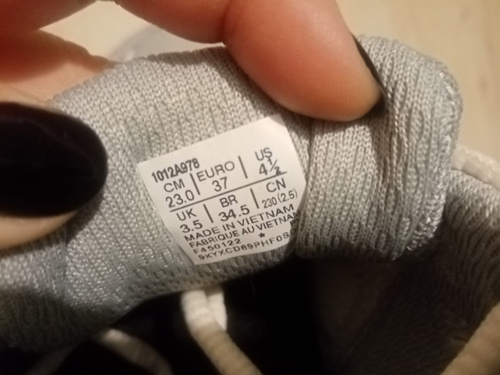 1012A978
CM | EURO | US
23.0 | 37 | 4½
UK | BR | CN
3.5 | 34.5 | 230 (2.5)
MADE IN VIETNAM
FABRIQUE AU VIETNAM
F450122 *